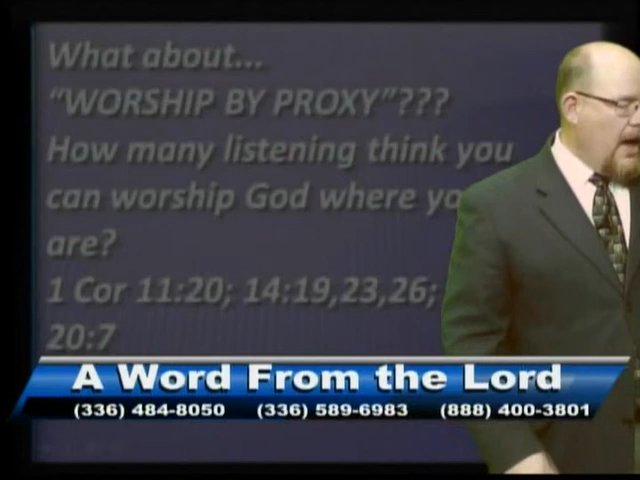 What about...
“WORSHIP BY PROXY”???
How many listening think you
can worship God where yo
are?
1 Cor 11:20; 14:19,23,26;
20:7
A Word From the Lord
(336) 484-8050 (336) 589-6983 (888) 400-3801